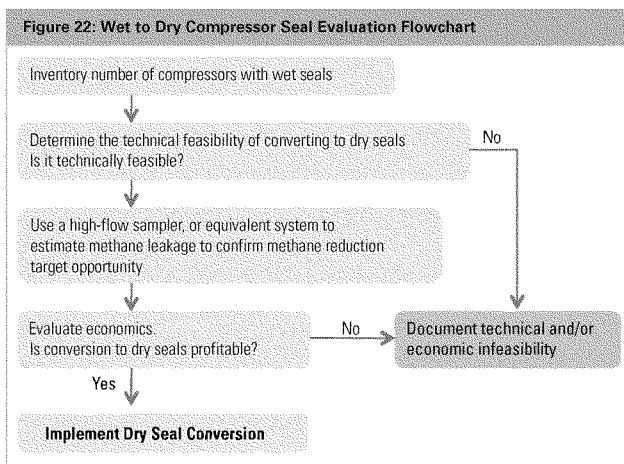 Figure 22: Wet to Dry Compressor Seal Evaluation Flowchart
Inventory number of compressors with wet seals
Determine the technical feasibility of converting to dry seals
Is it technically feasible?
No
Use a high-flow sampler, or equivalent system to
estimate methane leakage to confirm methane reduction
target opportunity
Evaluate economics.
Is conversion to dry seals profitable?
No
Document technical and/or
economic infeasibility
Yes
Implement Dry Seal Conversion